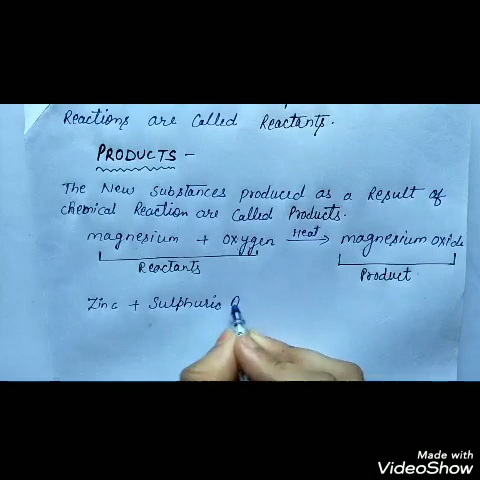 Reactions are Called Reactants.
PRODUCTS -
The New Substances produced as a Result of
chemical Reaction are Called Products.
magnesium + oxygen Heat → magnesium oxide
Reactants
Product
Zinc + Sulphuric
Made with
VideoShow